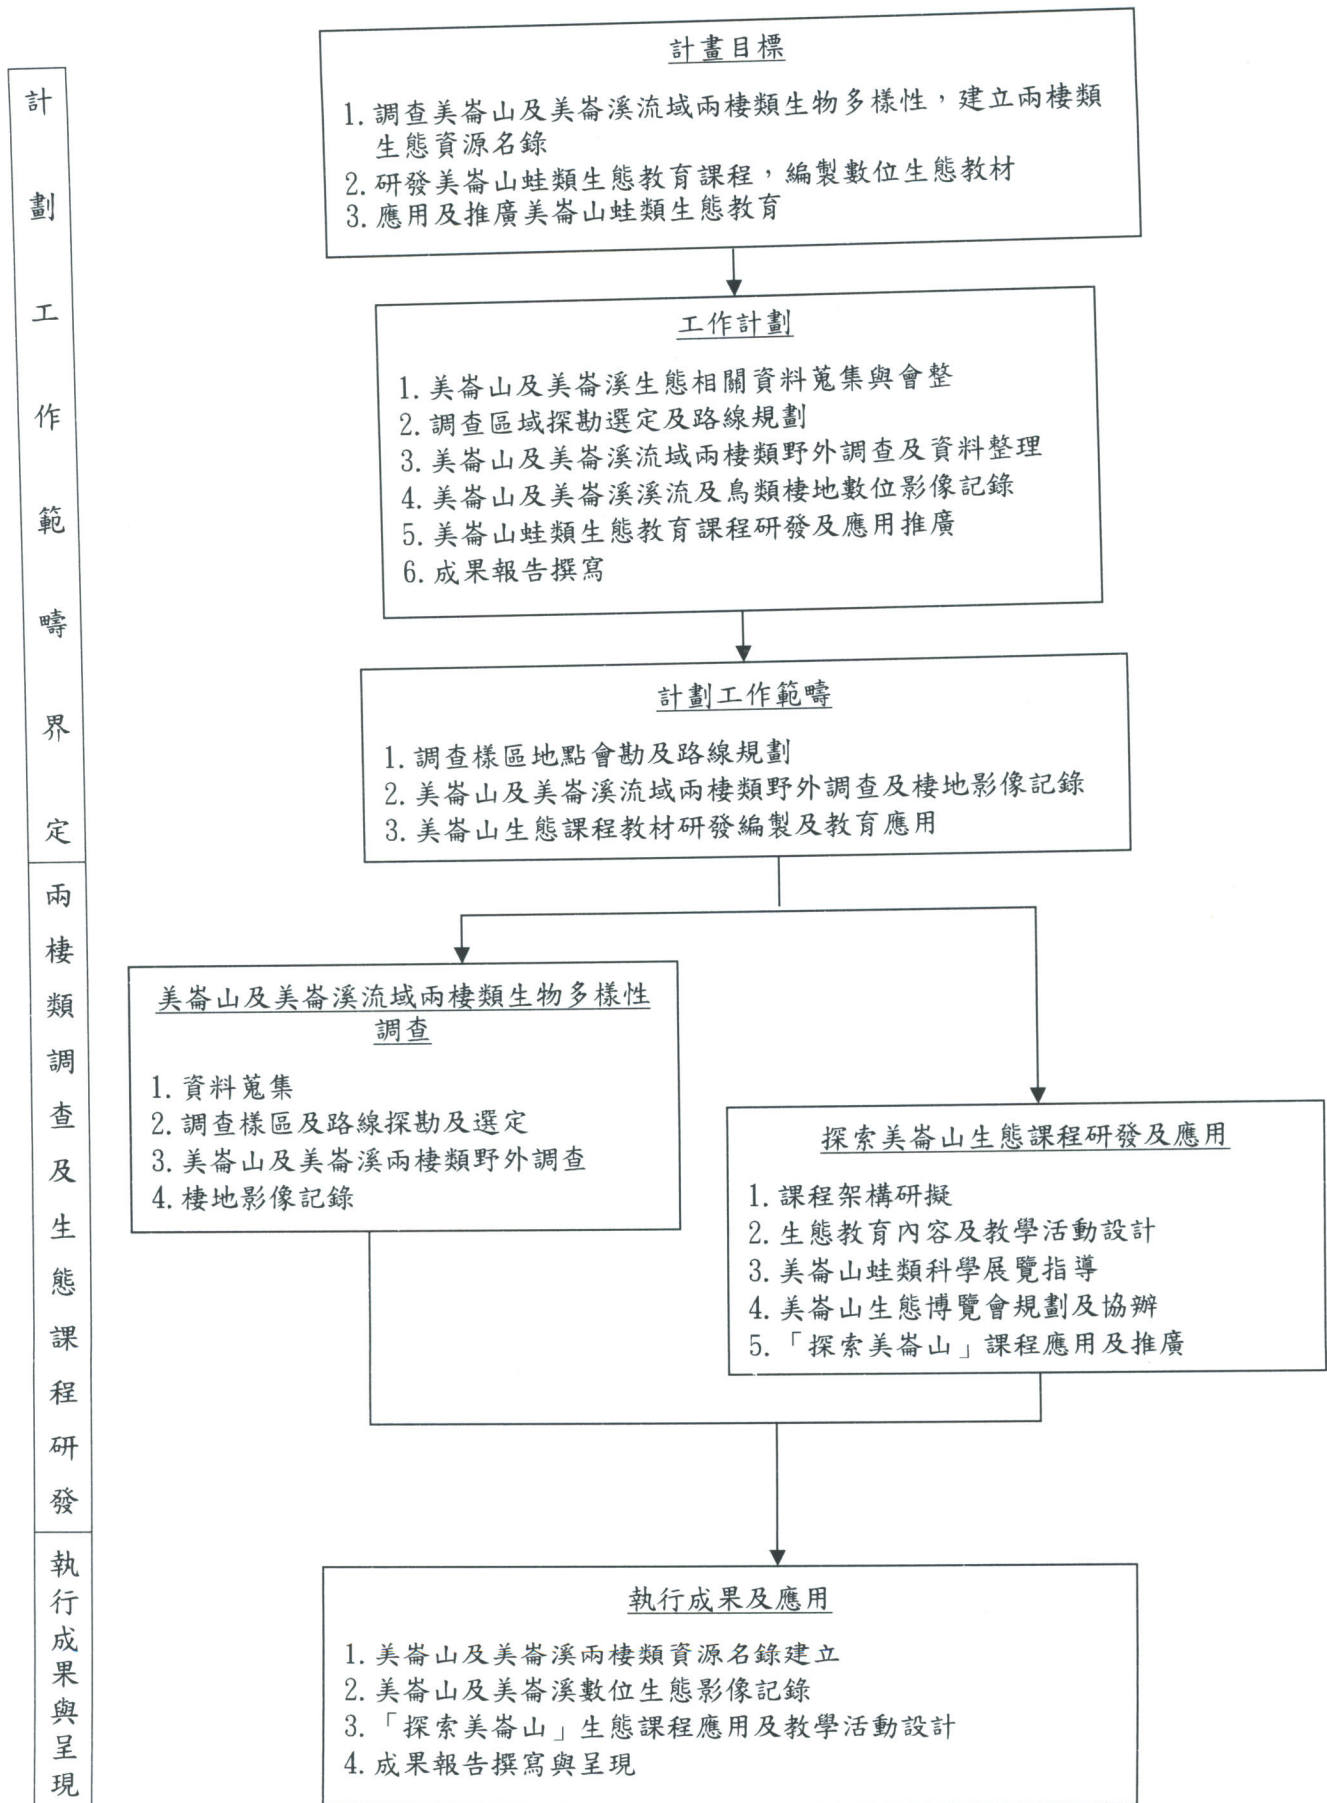 計劃工作範疇界定
兩棲類調查及生態課程研發
執行成果與呈現
計畫目標
1. 調查美崙山及美崙溪流域兩棲類生物多樣性，建立兩棲類
生態資源名錄
2. 研發美崙山蛙類生態教育課程，編製數位生態教材
3. 應用及推廣美崙山蛙類生態教育
工作計劃
1. 美崙山及美崙溪生態相關資料蒐集與會整
2. 調查區域探勘選定及路線規劃
3. 美崙山及美崙溪流域兩棲類野外調查及資料整理
4. 美崙山及美崙溪溪流及鳥類棲地數位影像記錄
5. 美崙山蛙類生態教育課程研發及應用推廣
6. 成果報告撰寫
計劃工作範疇
1. 調查樣區地點會勘及路線規劃
2. 美崙山及美崙溪流域兩棲類野外調查及棲地影像記錄
3. 美崙山生態課程教材研發編製及教育應用
美崙山及美崙溪流域兩棲類生物多樣性
調查
1. 資料蒐集
2. 調查樣區及路線探勘及選定
3. 美崙山及美崙溪兩棲類野外調查
4. 棲地影像記錄
探索美崙山生態課程研發及應用
1. 課程架構研擬
2. 生態教育內容及教學活動設計
3. 美崙山蛙類科學展覽指導
4. 美崙山生態博覽會規劃及協辦
5. 「探索美崙山」課程應用及推廣
執行成果及應用
1. 美崙山及美崙溪兩棲類資源名錄建立
2. 美崙山及美崙溪數位生態影像記錄
3. 「探索美崙山」生態課程應用及教學活動設計
4. 成果報告撰寫與呈現